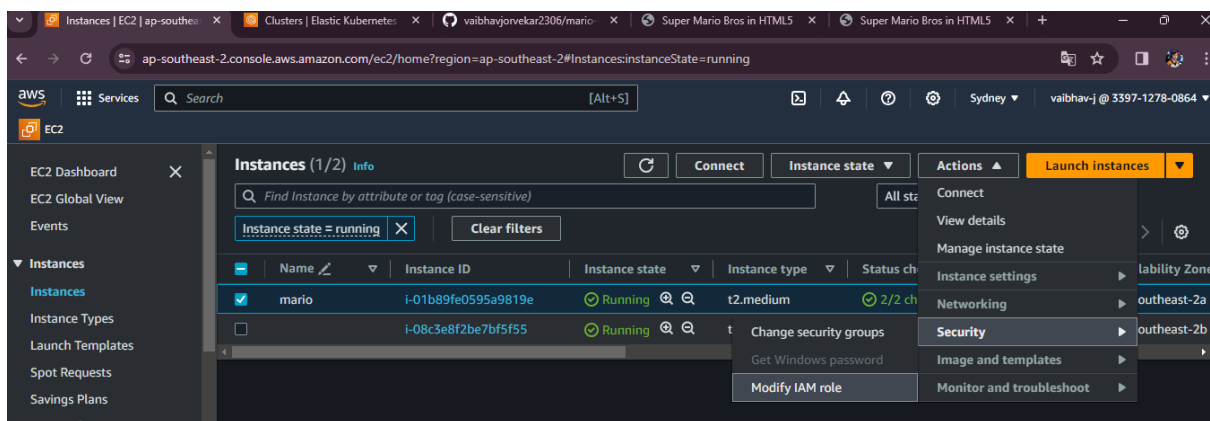 Instances | EC2 | ap-southea
Clusters | Elastic Kubernetes
vaibhavjorvekar2306/mario-
Super Mario Bros in HTML5
Super Mario Bros in HTML5
ap-southeast-2.console.aws.amazon.com/ec2/home?region=ap-southeast-2#Instances:instanceState=running
aws Services Search [Alt+S] Sydney vaibhav-j @ 3397-1278-0864
EC2
EC2 Dashboard
EC2 Global View
Events
Instances
Instances
Instance Types
Launch Templates
Spot Requests
Savings Plans
Instances (1/2) Info
Connect
Instance state
Actions
Launch instances
Find Instance by attribute or tag (case-sensitive)
All sta
Instance state = running
Clear filters
Name Instance ID Instance state Instance type Status ch lability Zone
mario i-01b89fe0595a9819e Running t2.medium 2/2 ch outheast-2a
i-08c3e8f2be7bf5f55 Running t outheast-2b
Connect
View details
Manage instance state
Instance settings
Networking
Security
Image and templates
Monitor and troubleshoot
Change security groups
Get Windows password
Modify IAM role